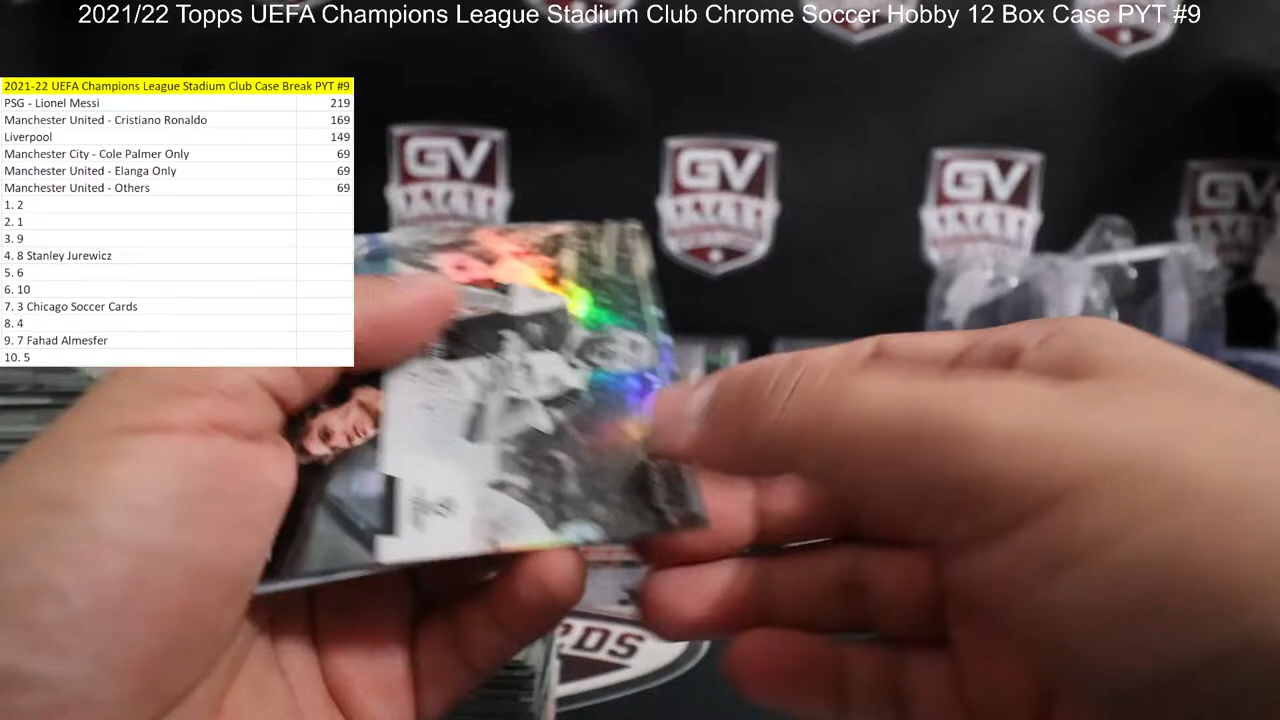 2021/22 Topps UEFA Champions League Stadium Club Chrome Soccer Hobby 12 Box Case PYT #9
2021-22 UEFA Champions League Stadium Club Case Break PYT #9
PSG - Lionel Messi 219
Manchester United - Cristiano Ronaldo 169
Liverpool 149
Manchester City - Cole Palmer Only 69
Manchester United - Elanga Only 69
Manchester United - Others 69
1. 2
2. 1
3. 9
4. 8 Stanley Jurewicz
5. 6
6. 10
7. 3 Chicago Soccer Cards
8. 4
9. 7 Fahad Almesfer
10. 5
GV
GV
GV
GV